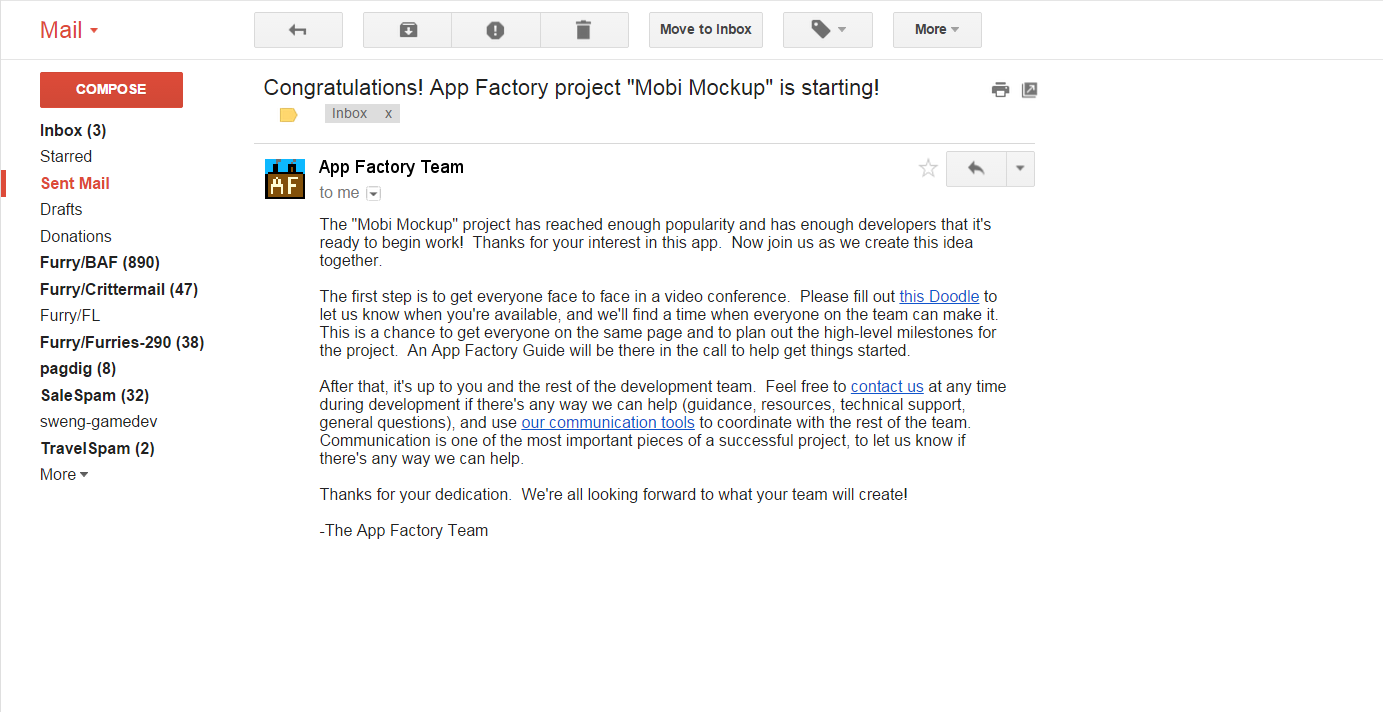 Mail
Move to Inbox
More
COMPOSE
Inbox (3)
Starred
Sent Mail
Drafts
Donations
Furry/BAF (890)
Furry/Crittermail (47)
Furry/FL
Furry/Furries-290 (38)
pagdig (8)
SaleSpam (32)
sweng-gamedev
TravelSpam (2)
More
Congratulations! App Factory project "Mobi Mockup" is starting!
Inbox x
AF
App Factory Team
to me
The "Mobi Mockup" project has reached enough popularity and has enough developers that it's
ready to begin work!  Thanks for your interest in this app.  Now join us as we create this idea
together.
The first step is to get everyone face to face in a video conference.  Please fill out this Doodle to
let us know when you're available, and we'll find a time when everyone on the team can make it.
This is a chance to get everyone on the same page and to plan out the high-level milestones for
the project.  An App Factory Guide will be there in the call to help get things started.
After that, it's up to you and the rest of the development team.  Feel free to contact us at any time
during development if there's any way we can help (guidance, resources, technical support,
general questions), and use our communication tools to coordinate with the rest of the team.
Communication is one of the most important pieces of a successful project, to let us know if
there's any way we can help.
Thanks for your dedication.  We're all looking forward to what your team will create!
-The App Factory Team